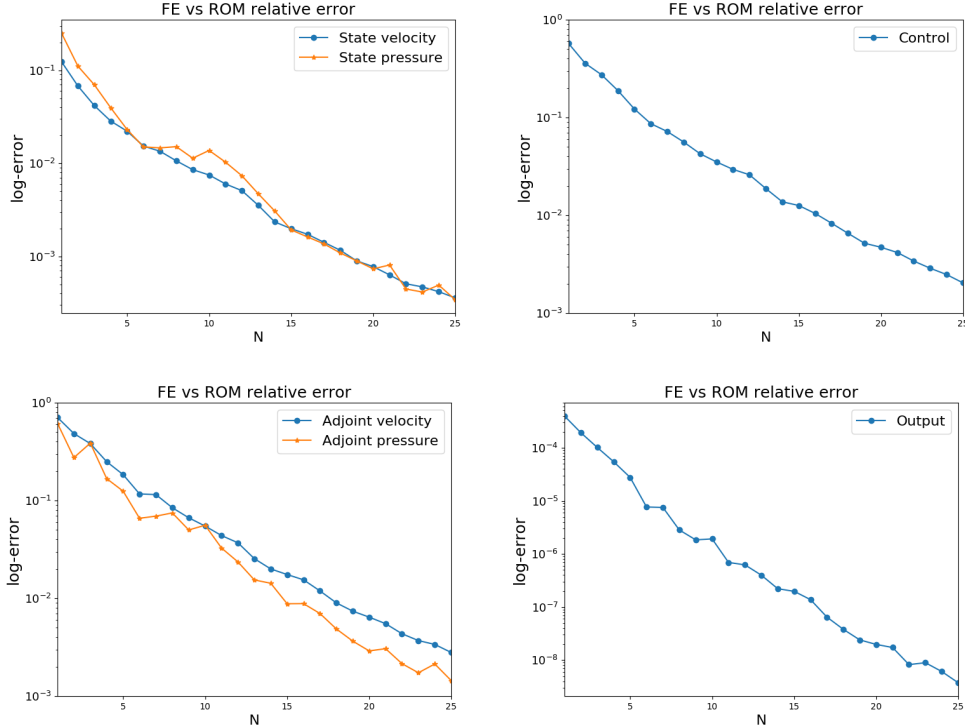 FE vs ROM relative error
State velocity
State pressure
10⁻¹
10⁻²
10⁻³
log-error
5
10
15
20
25
N
FE vs ROM relative error
Control
10⁰
10⁻¹
10⁻²
10⁻³
log-error
5
10
15
20
25
N
FE vs ROM relative error
Adjoint velocity
Adjoint pressure
10⁰
10⁻¹
10⁻²
10⁻³
log-error
5
10
15
20
25
N
FE vs ROM relative error
Output
10⁻⁴
10⁻⁵
10⁻⁶
10⁻⁷
10⁻⁸
log-error
5
10
15
20
25
N